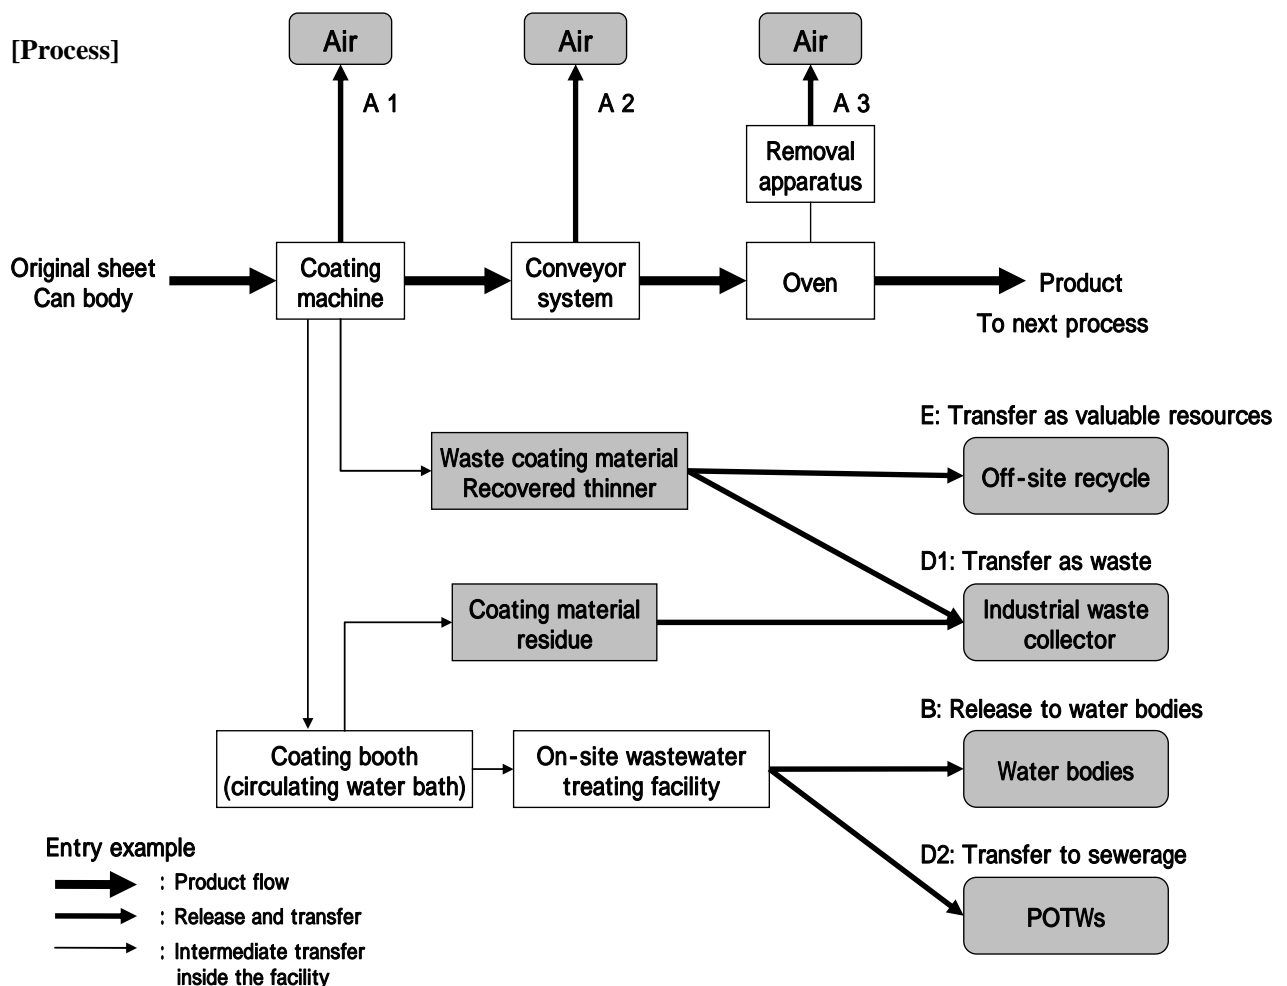 [Process]
Air
Air
Air
A 1
A 2
A 3
Removal
apparatus
Original sheet
Can body
Coating
machine
Conveyor
system
Oven
Product
To next process
E: Transfer as valuable resources
Waste coating material
Recovered thinner
Off-site recycle
D1: Transfer as waste
Coating material
residue
Industrial waste
collector
B: Release to water bodies
Coating booth
(circulating water bath)
On-site wastewater
treating facility
Water bodies
D2: Transfer to sewerage
POTWs
Entry example
: Product flow
: Release and transfer
: Intermediate transfer
inside the facility